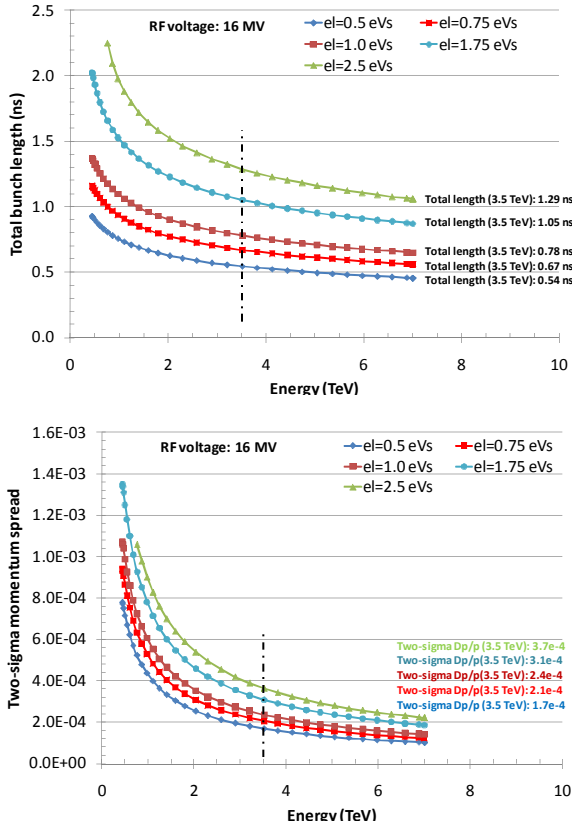 RF voltage: 16 MV
el=0.5 eVs
el=0.75 eVs
el=1.0 eVs
el=1.75 eVs
el=2.5 eVs
Total bunch length (ns)
2.5
2.0
1.5
1.0
0.5
0.0
Total length (3.5 TeV): 1.29 ns
Total length (3.5 TeV): 1.05 ns
Total length (3.5 TeV): 0.78 ns
Total length (3.5 TeV): 0.67 ns
Total length (3.5 TeV): 0.54 ns
0 2 4 6 8 10
Energy (TeV)
RF voltage: 16 MV
el=0.5 eVs
el=0.75 eVs
el=1.0 eVs
el=1.75 eVs
el=2.5 eVs
Two-sigma momentum spread
1.6E-03
1.4E-03
1.2E-03
1.0E-03
8.0E-04
6.0E-04
4.0E-04
2.0E-04
0.0E+00
Two-sigma Dp/p (3.5 TeV): 3.7e-4
Two-sigma Dp/p (3.5 TeV): 3.1e-4
Two-sigma Dp/p (3.5 TeV): 2.4e-4
Two-sigma Dp/p (3.5 TeV): 2.1e-4
Two-sigma Dp/p (3.5 TeV): 1.7e-4
0 2 4 6 8 10
Energy (TeV)